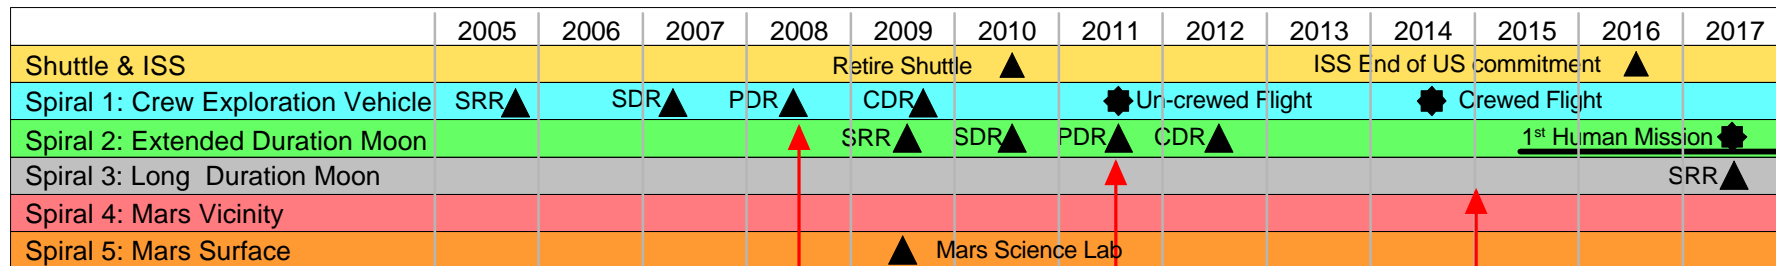 2005 2006 2007 2008 2009 2010 2011 2012 2013 2014 2015 2016 2017
Shuttle & ISS Retire Shuttle ISS End of US commitment
Spiral 1: Crew Exploration Vehicle SRR SDR PDR CDR Un-crewed Flight Crewed Flight
Spiral 2: Extended Duration Moon SRR SDR PDR CDR 1st Human Mission
Spiral 3: Long Duration Moon SRR
Spiral 4: Mars Vicinity
Spiral 5: Mars Surface Mars Science Lab